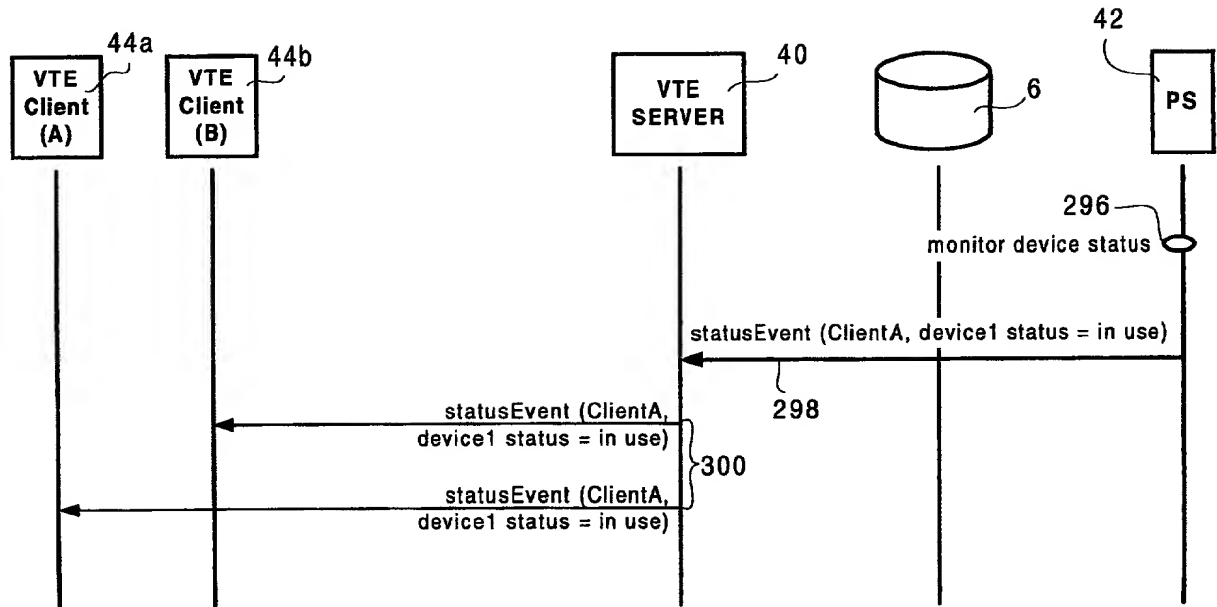 44a
44b
40
42
6
VTE
Client
(A)
VTE
Client
(B)
VTE
SERVER
PS
296
monitor device status
statusEvent (ClientA, device1 status = in use)
298
statusEvent (ClientA,
device1 status = in use)
300
statusEvent (ClientA,
device1 status = in use)